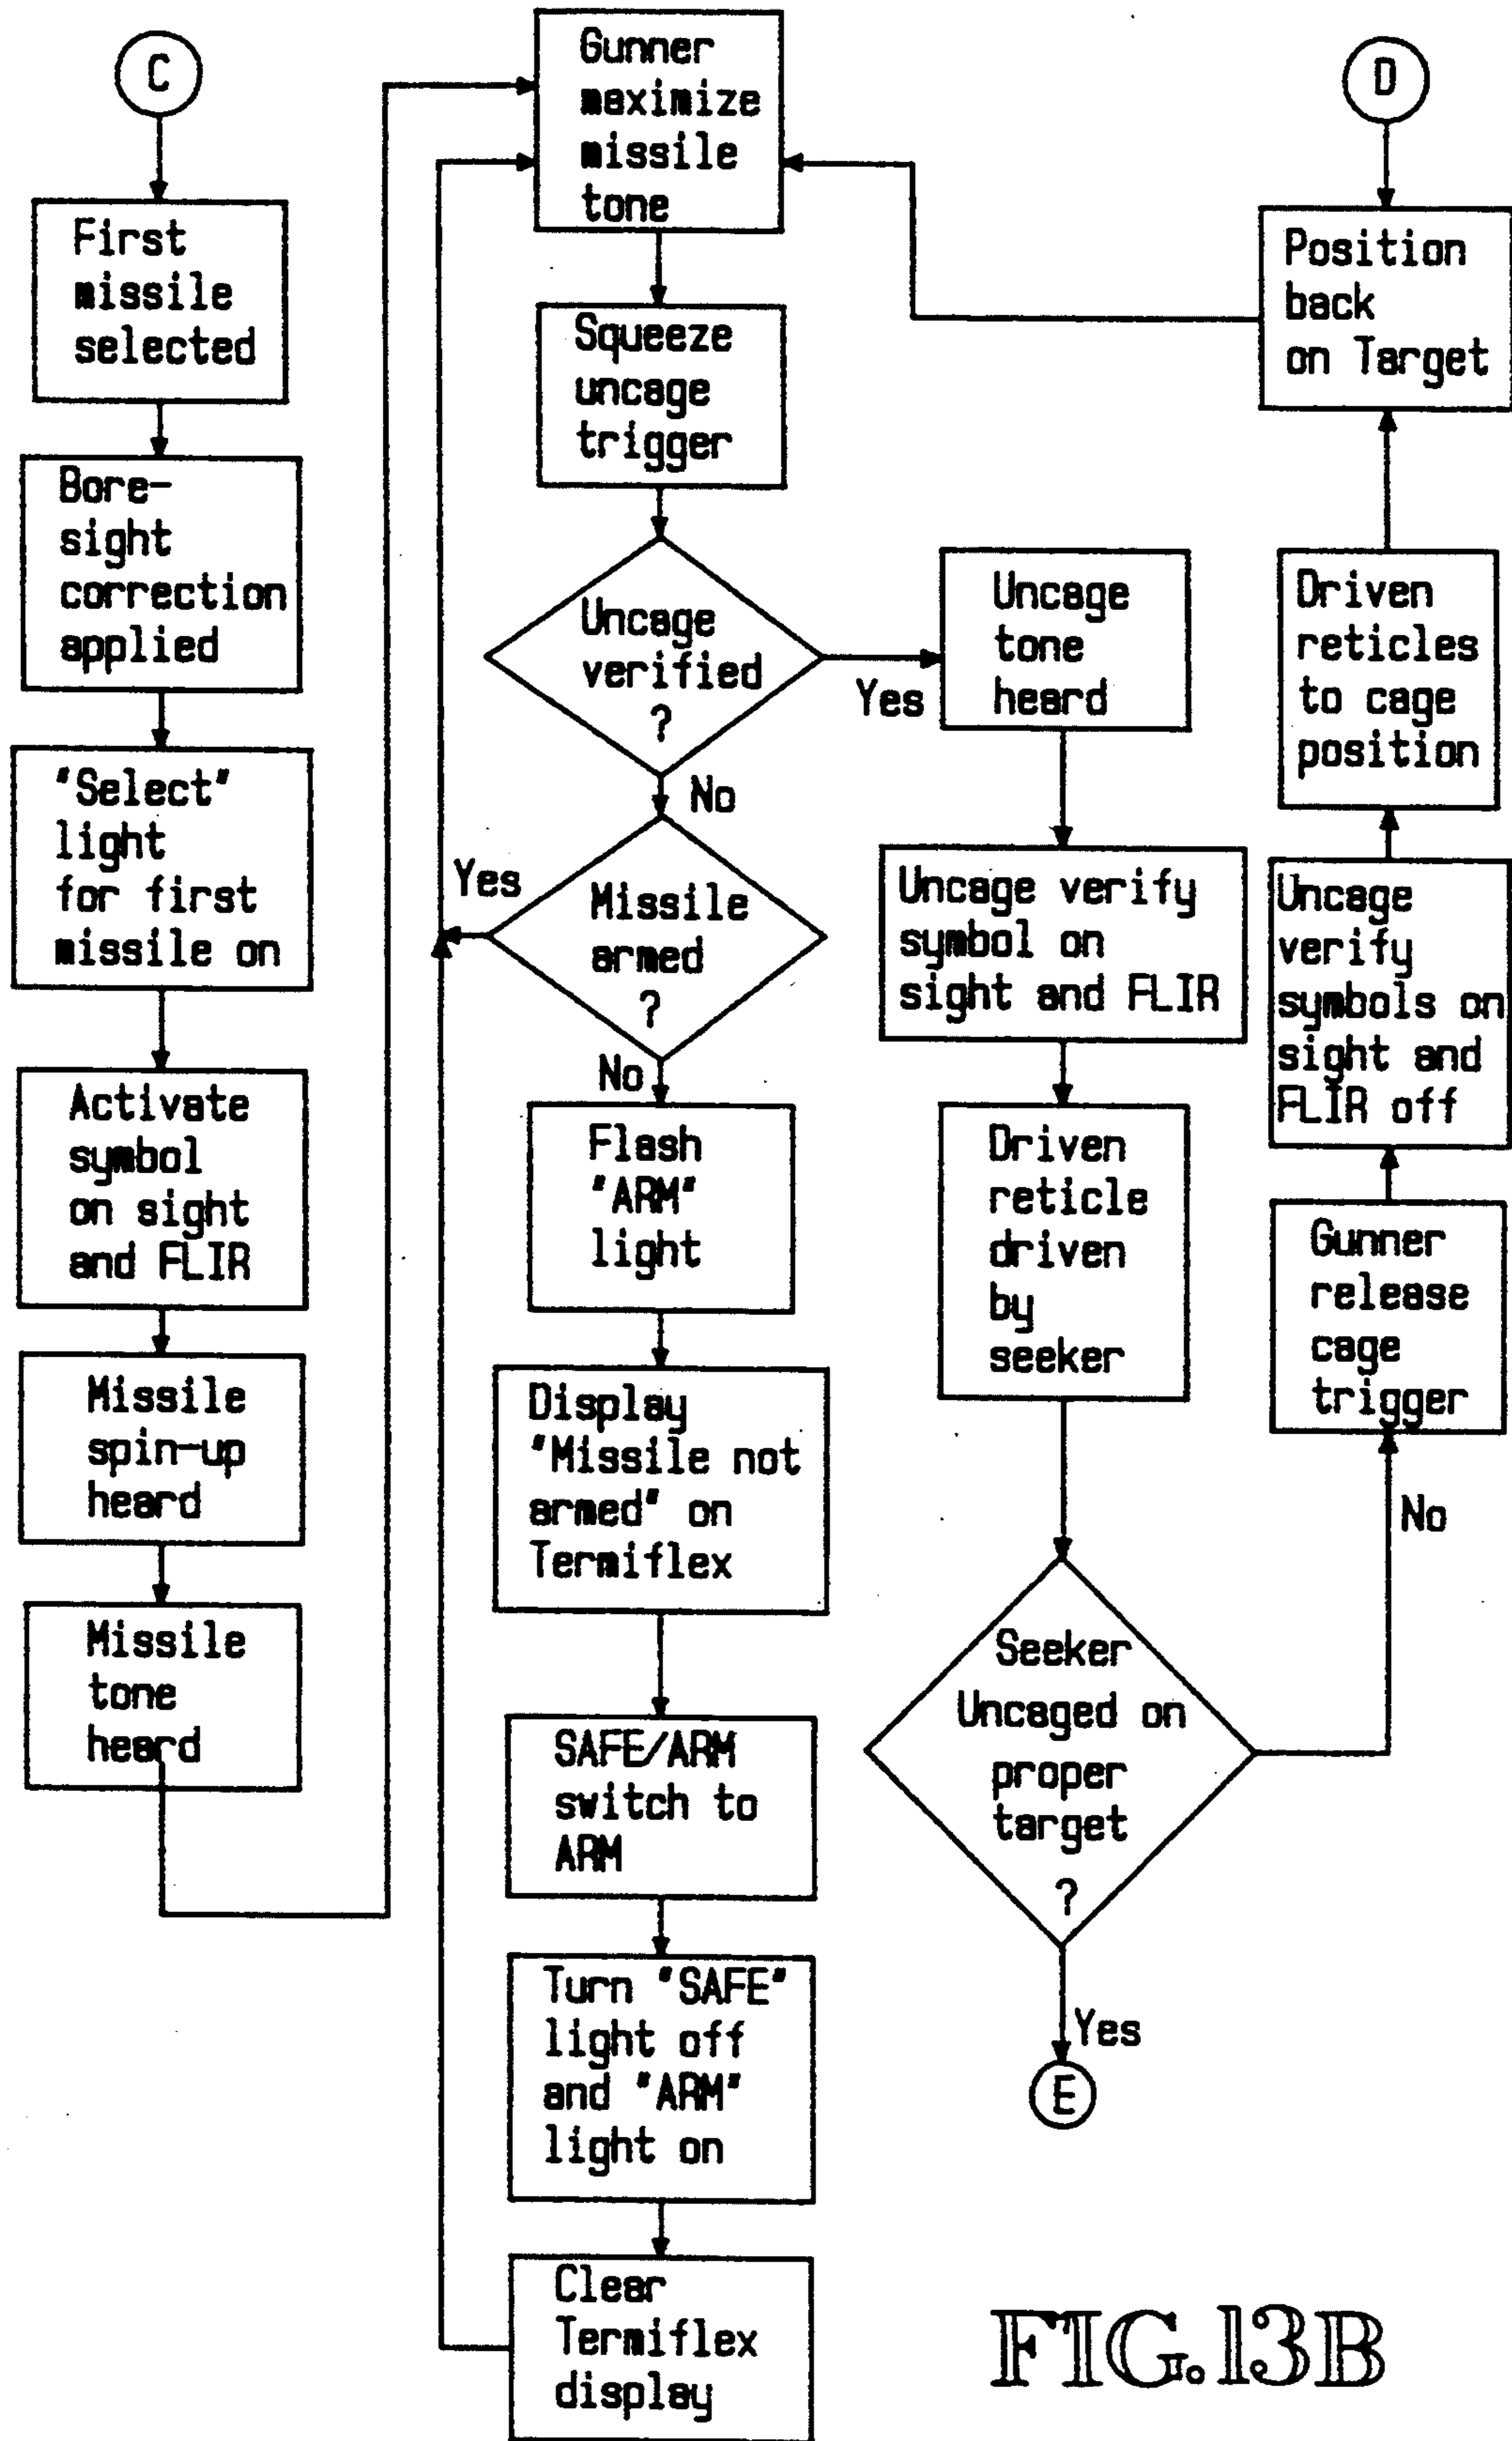 C
First
missile
selected
Bore-
sight
correction
applied
"Select"
light
for first
missile on
Activate
symbol
on sight
and FLIR
Missile
spin-up
heard
Missile
tone
heard
Gunner
maximize
missile
tone
Squeeze
uncage
trigger
Uncage
verified
?
Yes
No
Missile
armed
?
Yes
No
Flash
"ARM"
light
Display
"Missile not
armed" on
Termiflex
SAFE/ARM
switch to
ARM
Turn "SAFE"
light off
and "ARM"
light on
Clear
Termiflex
display
Uncage
tone
heard
Uncage verify
symbol on
sight and FLIR
Driven
reticle
driven
by
seeker
Seeker
Uncaged on
proper
target
?
Yes
E
No
Gunner
release
cage
trigger
Uncage
verify
symbols on
sight and
FLIR off
Driven
reticles
to cage
position
Position
back
on Target
D
FIG.13B